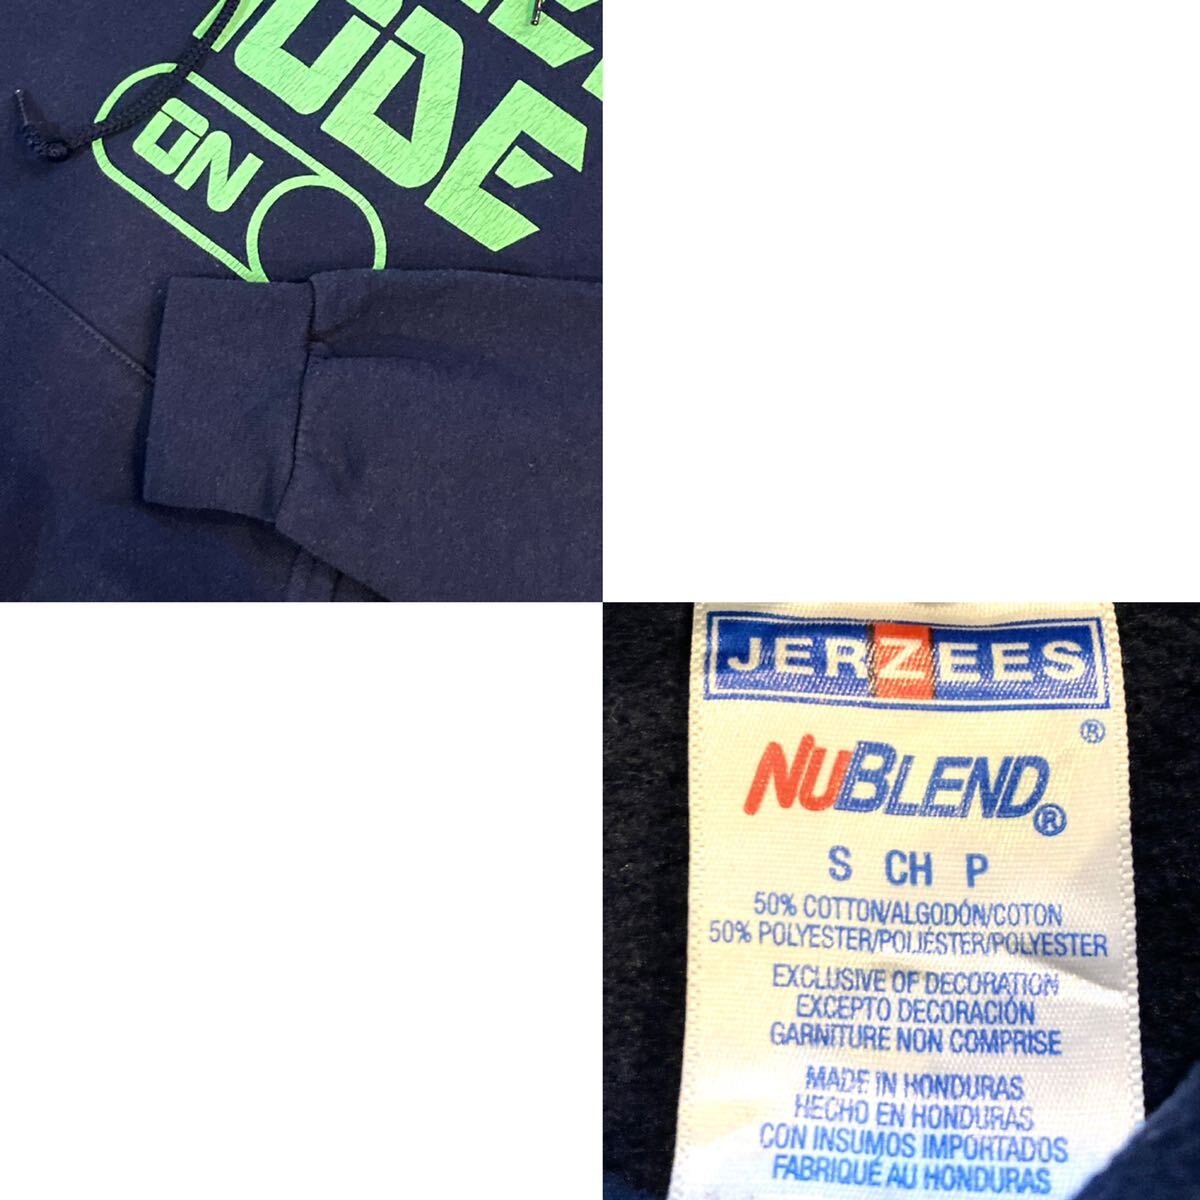 ODE
ON
JERZEES
®
NUBLEND®
S CH P
50% COTTON/ALGODÓN/COTON
50% POLYESTER/POLIÉSTER/POLYESTER
EXCLUSIVE OF DECORATION
EXCEPTO DECORACIÓN
GARNITURE NON COMPRISE
MADE IN HONDURAS
HECHO EN HONDURAS
CON INSUMOS IMPORTADOS
FABRIQUÉ AU HONDURAS